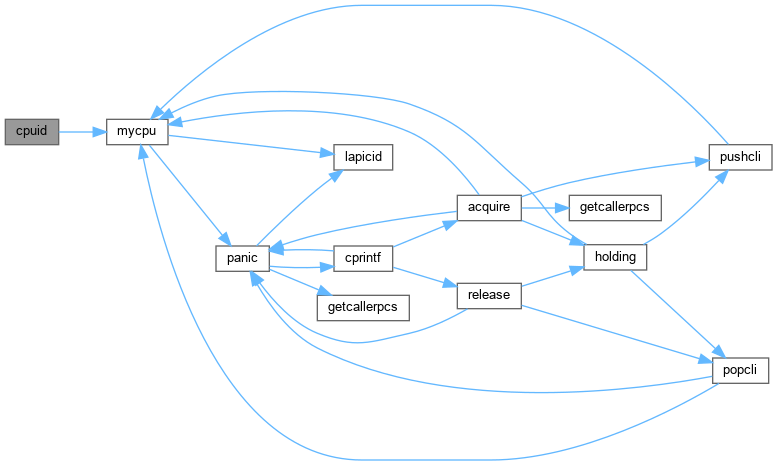 cpuid
mycpu
lapicid
pushcli
acquire
getcallerpcs
panic
cprintf
holding
release
getcallerpcs
popcli